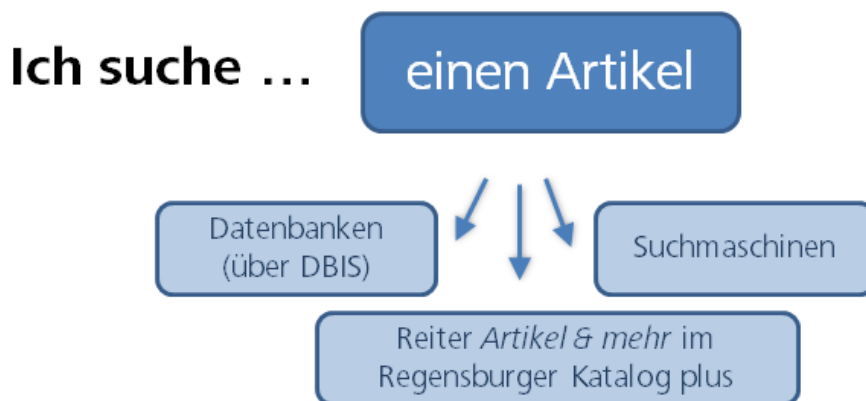 Ich suche …
einen Artikel
Datenbanken
(über DBIS)
Suchmaschinen
Reiter Artikel & mehr im
Regensburger Katalog plus